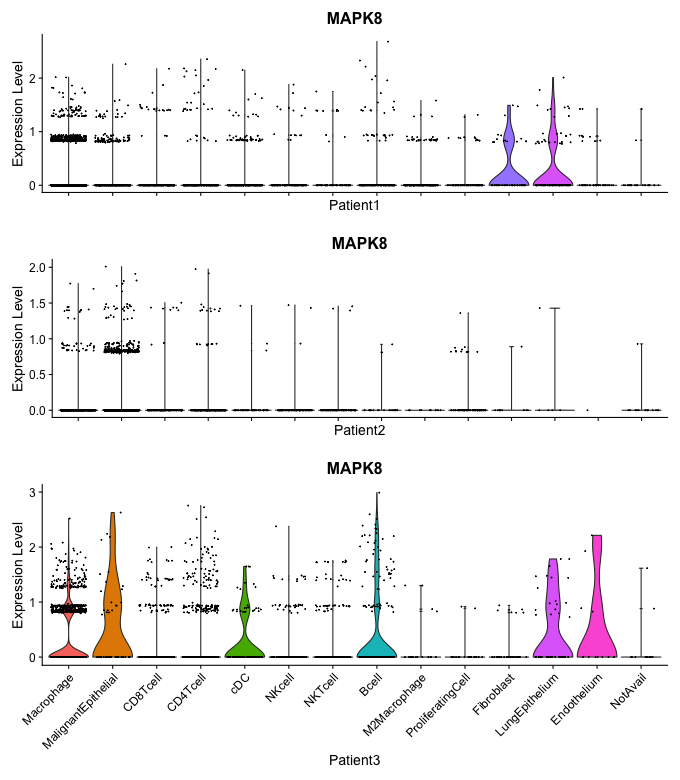 MAPK8
Expression Level
2
1
0
Patient1
MAPK8
Expression Level
2.0
1.5
1.0
0.5
0.0
Patient2
MAPK8
Expression Level
3
2
1
0
Macrophage
MalignantEpithelial
CD8Tcell
CD4Tcell
cDC
NKcell
NKTcell
Bcell
M2Macrophage
ProliferatingCell
Fibroblast
LungEpithelium
Endothelium
NotAvail
Patient3